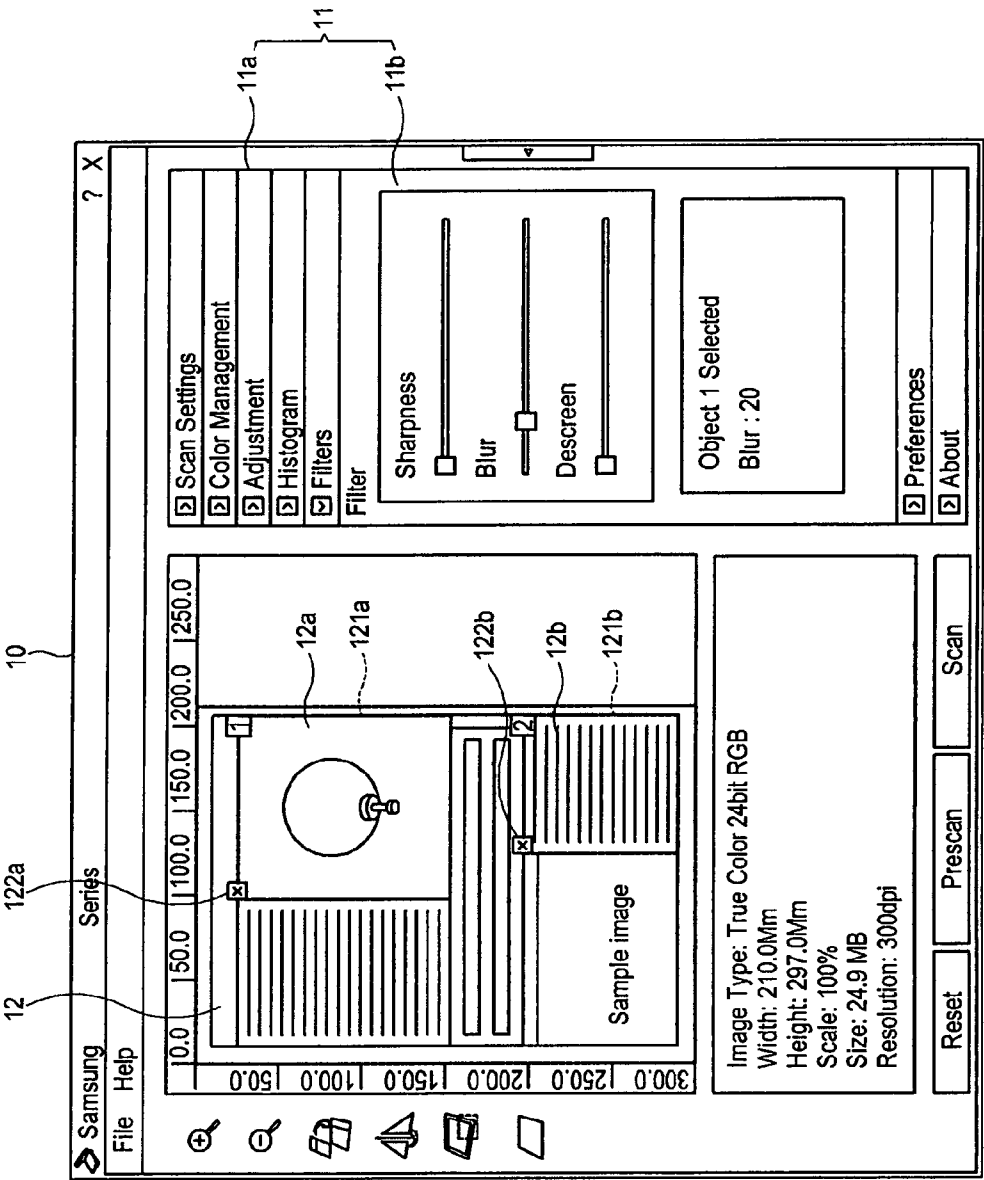 10
Samsung Series ? X
File Help
12
122a
0.0 50.0 100.0 150.0 200.0 250.0
50.0
100.0
150.0
200.0
250.0
300.0
1
x
12a
121a
122b
x
2
12b
121b
Sample image
Image Type: True Color 24bit RGB
Width: 210.0Mm
Height: 297.0Mm
Scale: 100%
Size: 24.9 MB
Resolution: 300dpi
Reset Prescan Scan
11
11a
11b
Scan Settings
Color Management
Adjustment
Histogram
Filters
Filter
Sharpness
Blur
Descreen
Object 1 Selected
Blur : 20
Preferences
About